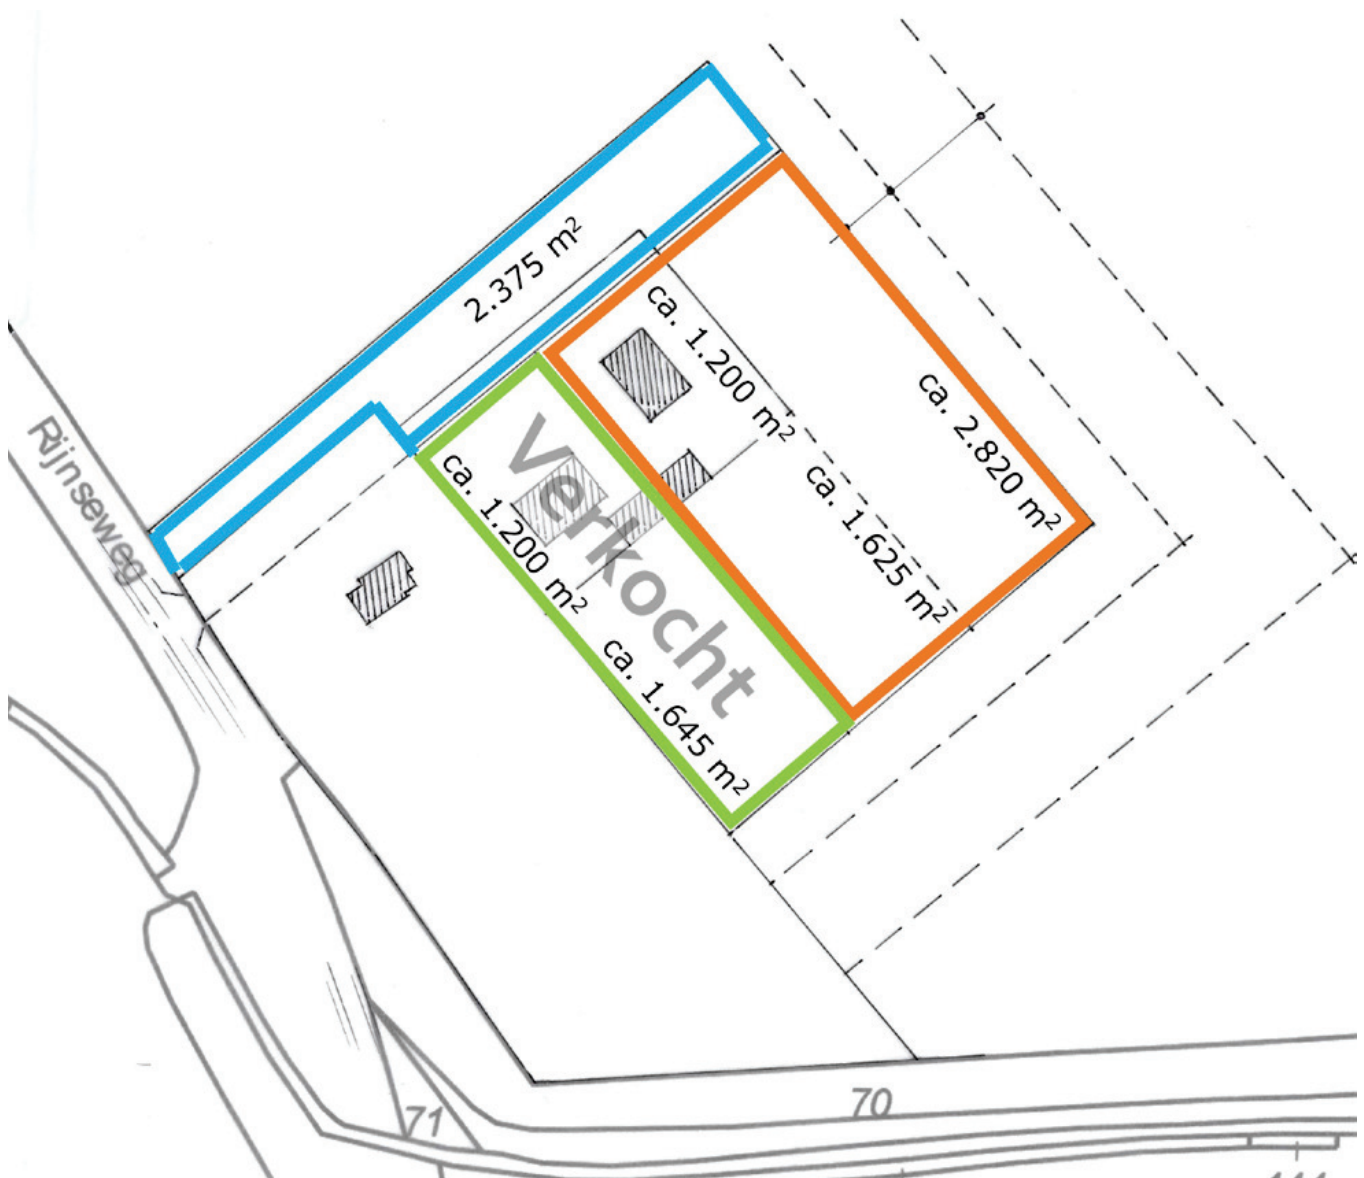 2.375 m²
ca. 1.200 m²
ca. 2.820 m²
Rijnseweg
Verkocht
ca. 1.200 m²
ca. 1.625 m²
ca. 1.645 m²
70
71